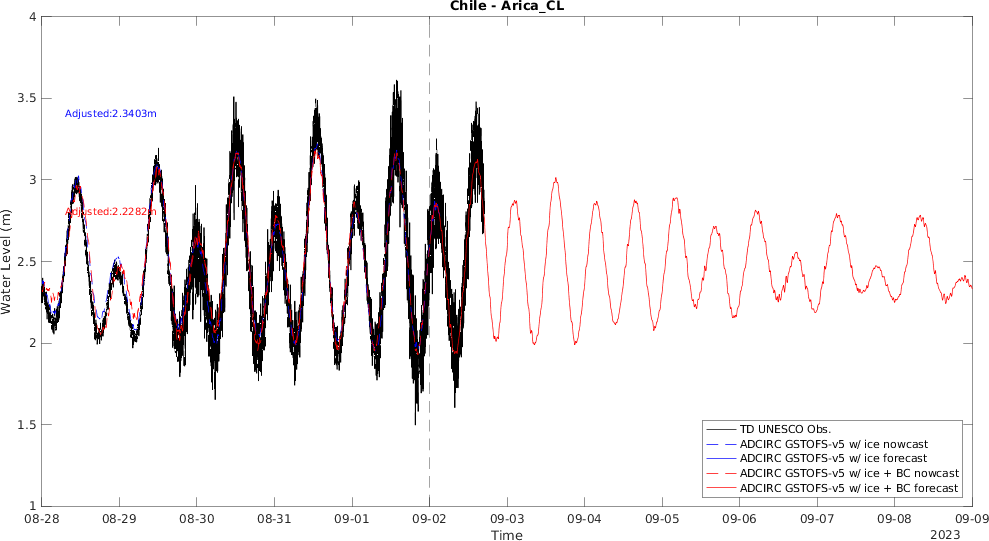 Chile - Arica_CL
4
3.5
3
2.5
2
1.5
1
Water Level (m)
Adjusted:2.3403m
Adjusted:2.2282m
TD UNESCO Obs.
ADCIRC GSTOFS-v5 w/ ice nowcast
ADCIRC GSTOFS-v5 w/ ice forecast
ADCIRC GSTOFS-v5 w/ ice + BC nowcast
ADCIRC GSTOFS-v5 w/ ice + BC forecast
08-28 08-29 08-30 08-31 09-01 09-02 09-03 09-04 09-05 09-06 09-07 09-08 09-09
Time
2023